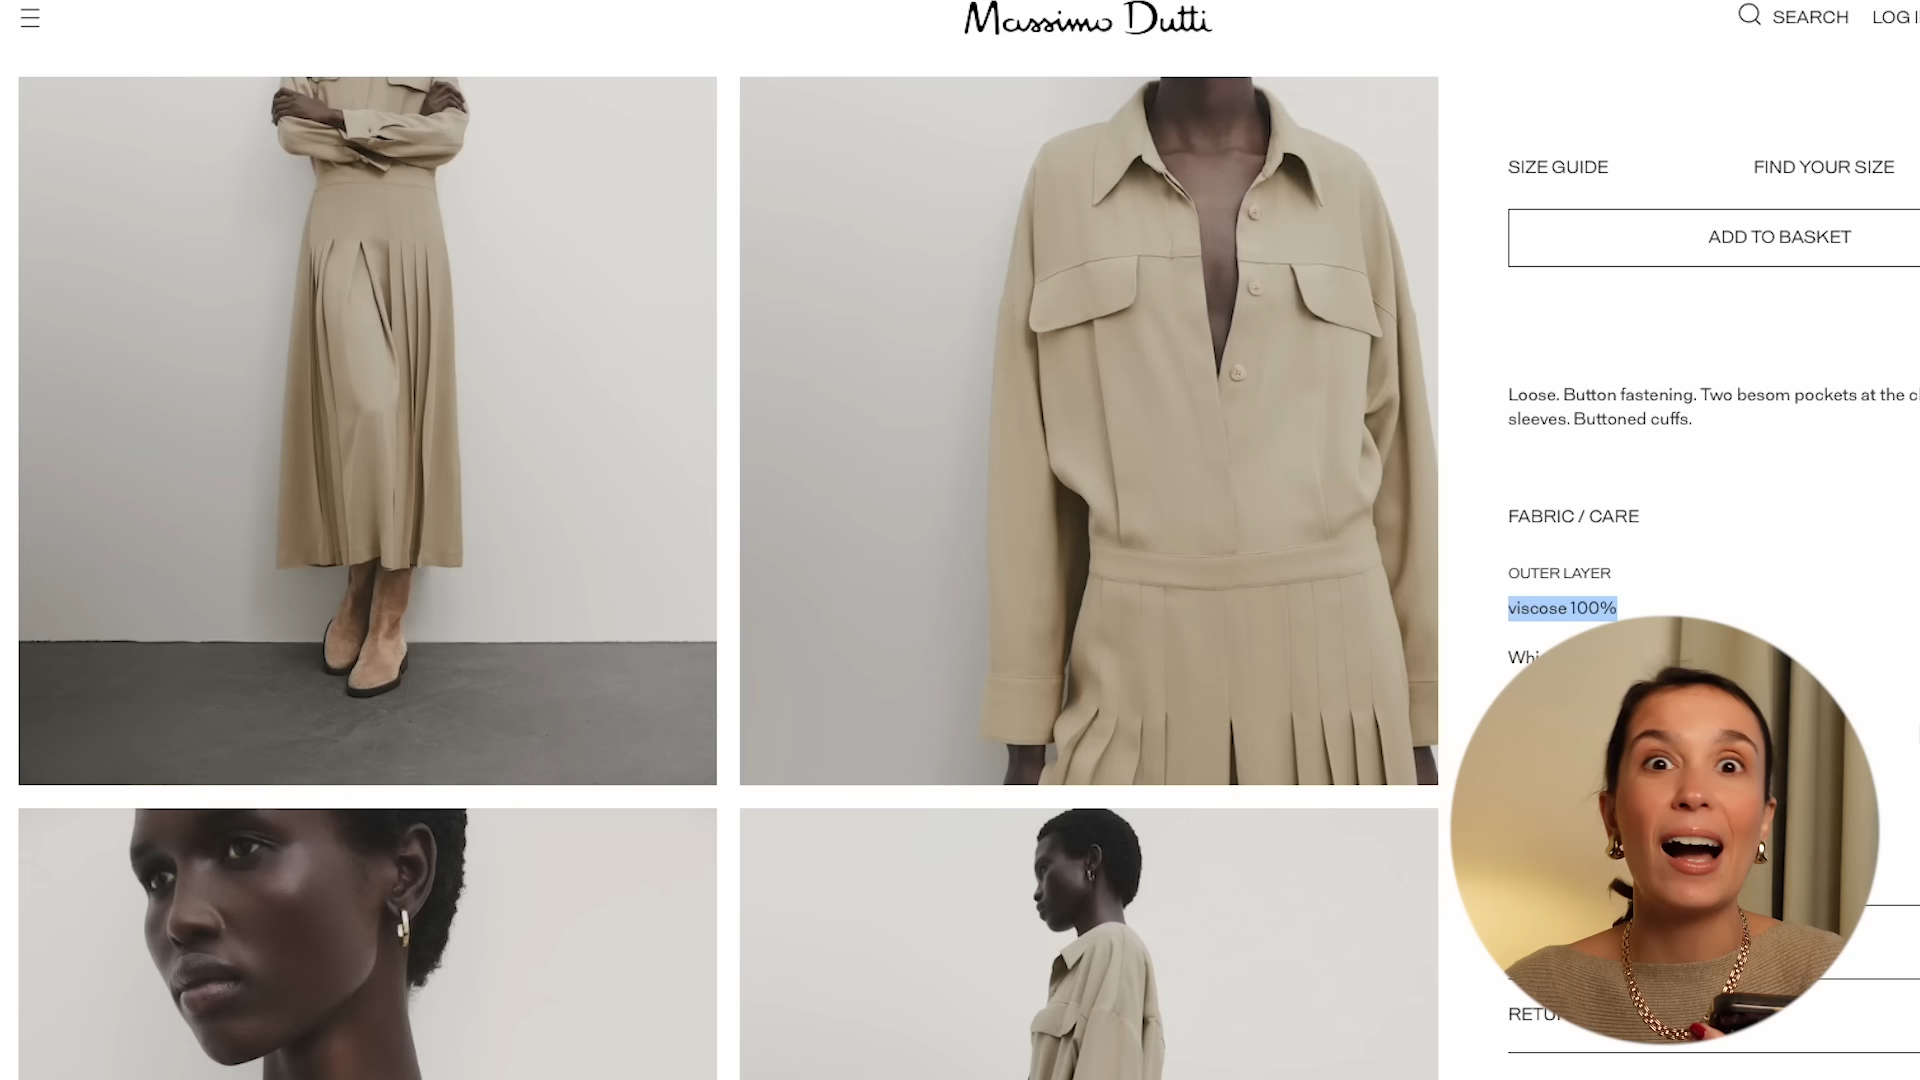 Massimo Dutti
SEARCH
LOG
SIZE GUIDE
FIND YOUR SIZE
ADD TO BASKET
Loose. Button fastening. Two besom pockets at the
sleeves. Buttoned cuffs.
FABRIC / CARE
OUTER LAYER
viscose 100%